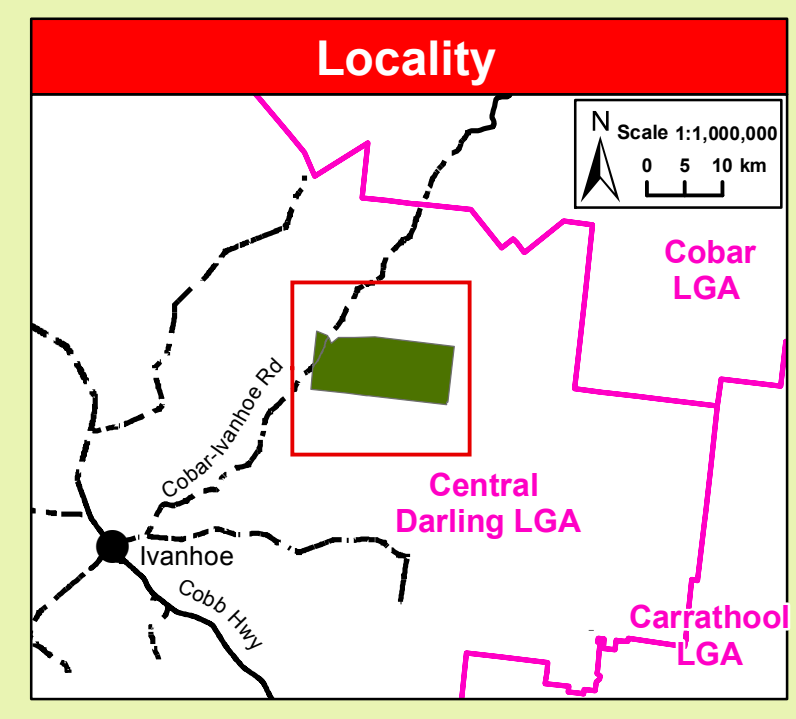 Locality
N
Scale 1:1,000,000
0 5 10 km
Cobar
LGA
Cobar-Ivanhoe Rd
Central
Darling LGA
Ivanhoe
Cobb Hwy
Carrathool
LGA